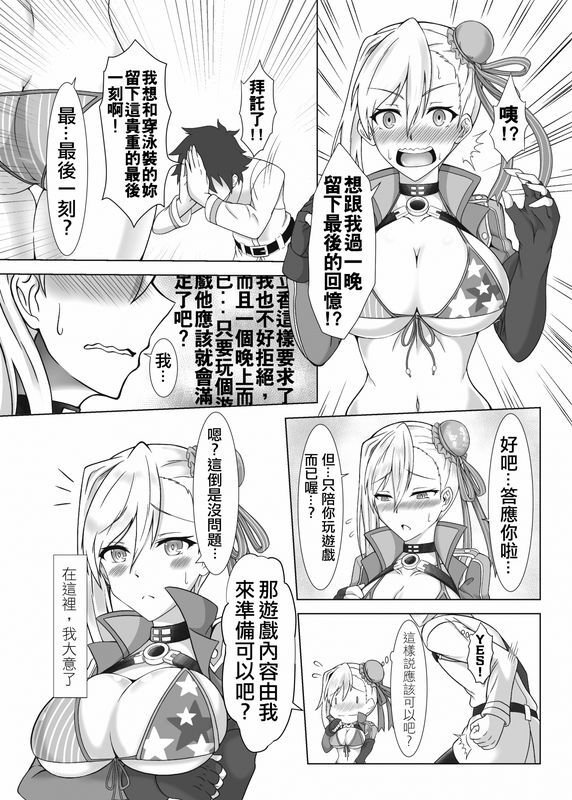 咦!?
想跟我過一晚
留下最後的回憶!?
拜託了!!
我想和穿泳裝的妳
留下這貴重的最後
一刻啊!
最…最後一刻?
立香這樣要求了
我也不好拒絕,
而且一個晚上而
已..只要玩個游
戲他應該就會滿
足了吧?
我…
好吧…答應你啦…
但…只陪你玩遊戲
而已喔…?
YES!
這樣説應該可以吧?
嗯?這倒是沒問題…
那遊戲內容由我
來準備可以吧?
在這裡,我大意了